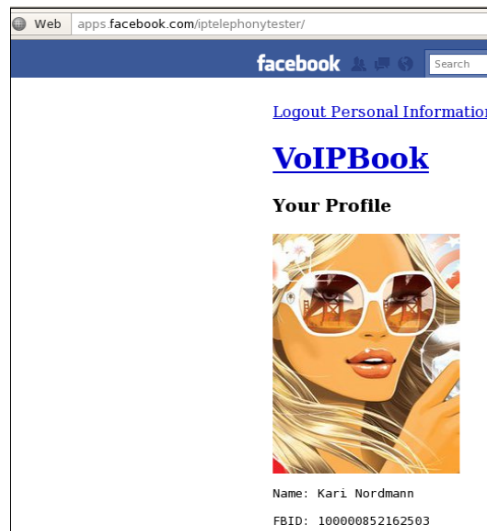 Web apps.facebook.com/iptelephonytester/
facebook Search
Logout Personal Information
VoIPBook
Your Profile
Name: Kari Nordmann
FBID: 100000852162503